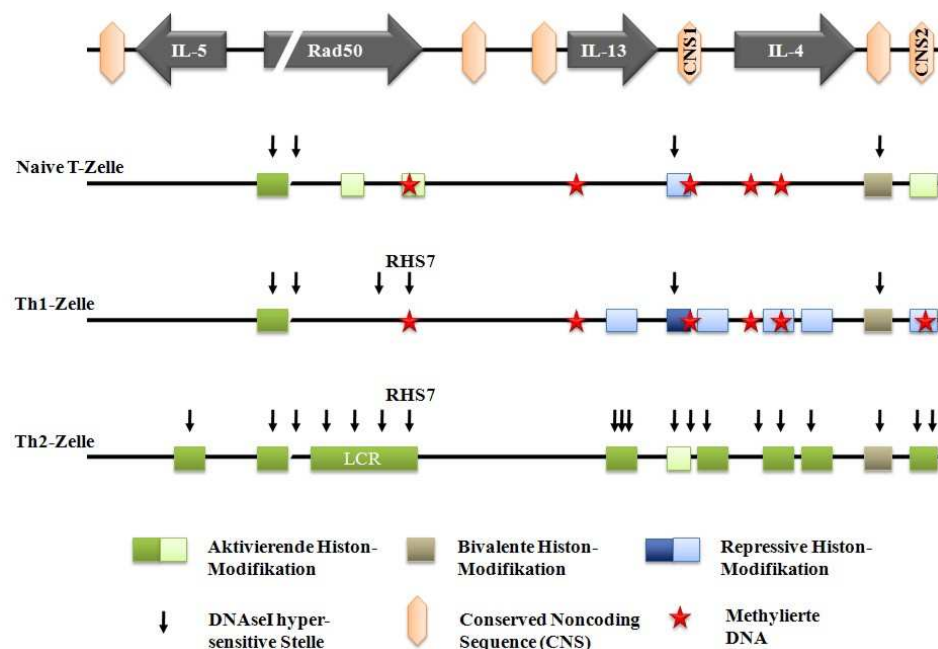 IL-5
Rad50
IL-13
CNS1
IL-4
CNS2
Naive T-Zelle
RHS7
Th1-Zelle
RHS7
Th2-Zelle
LCR
Aktivierende Histon-
Modifikation
Bivalente Histon-
Modifikation
Repressive Histon-
Modifikation
DNAseI hyper-
sensitive Stelle
Conserved Noncoding
Sequence (CNS)
Methylierte
DNA